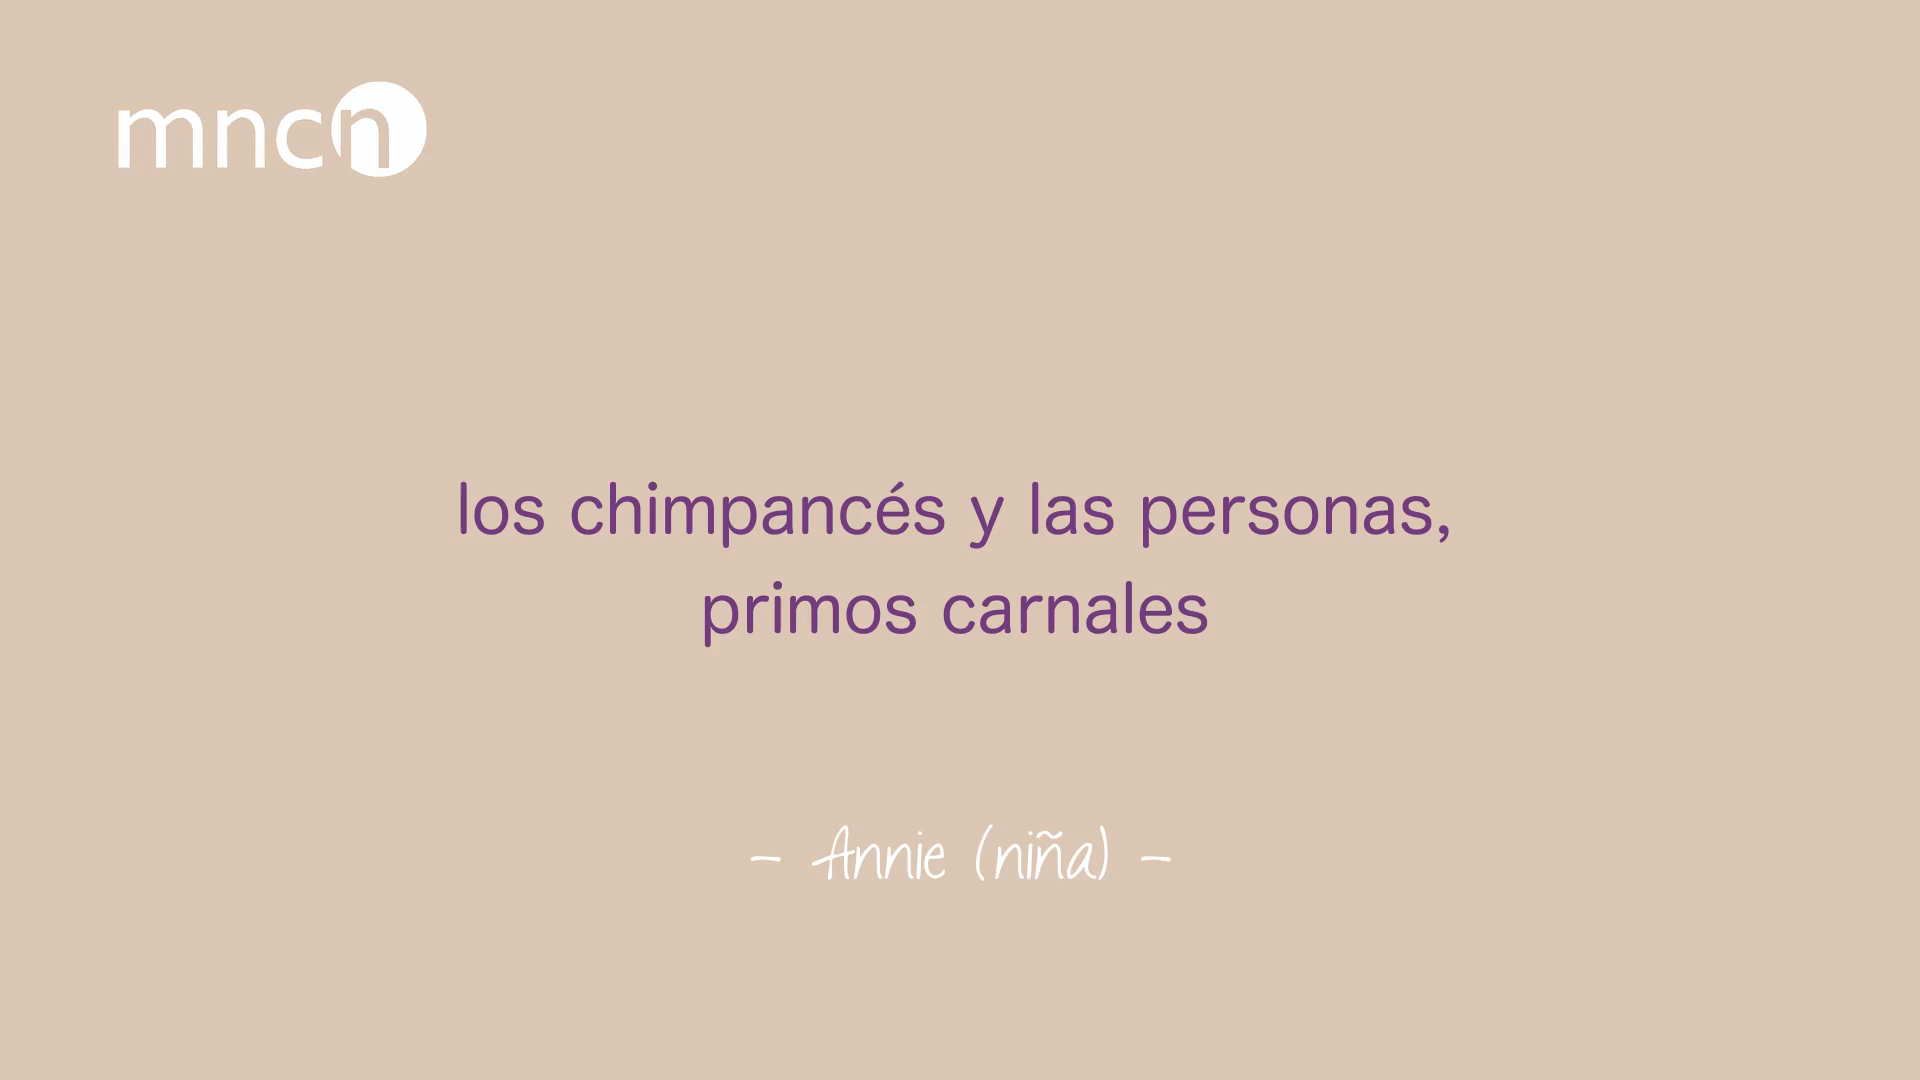 mncn
los chimpancés y las personas,
primos carnales
- Annie (niña) -